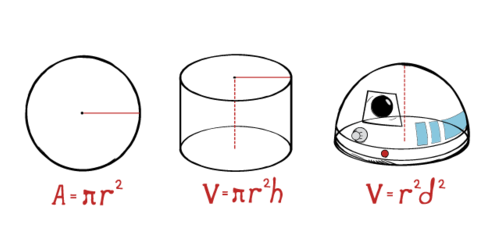 A = πr²
V = πr²h
V = r²d²